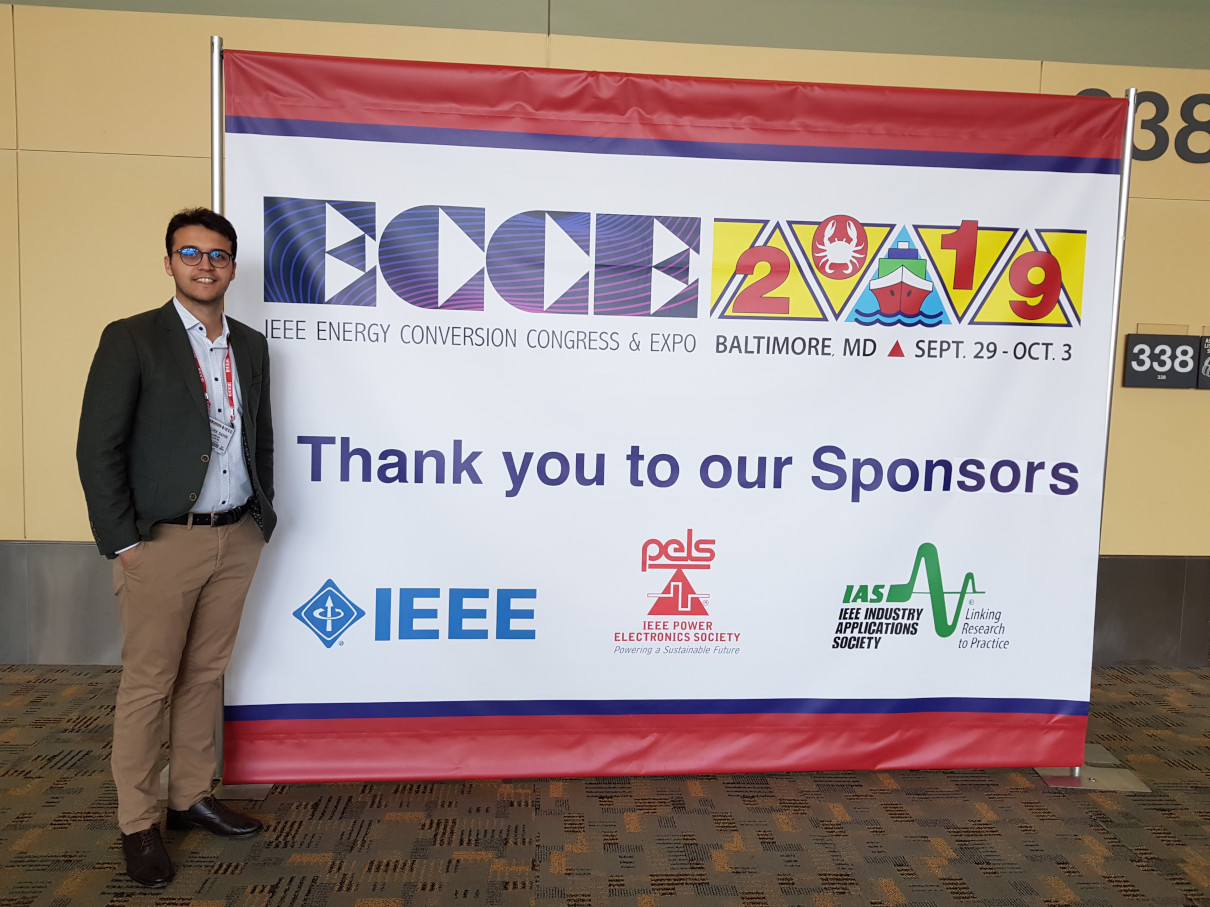 338
ECCE 2019
IEEE ENERGY CONVERSION CONGRESS & EXPO
BALTIMORE, MD ▲ SEPT. 29 - OCT. 3
338
338
Thank you to our Sponsors
IEEE
pels
IEEE POWER
ELECTRONICS SOCIETY
Powering a Sustainable Future
IAS
IEEE INDUSTRY
APPLICATIONS
SOCIETY
Linking
Research
to Practice